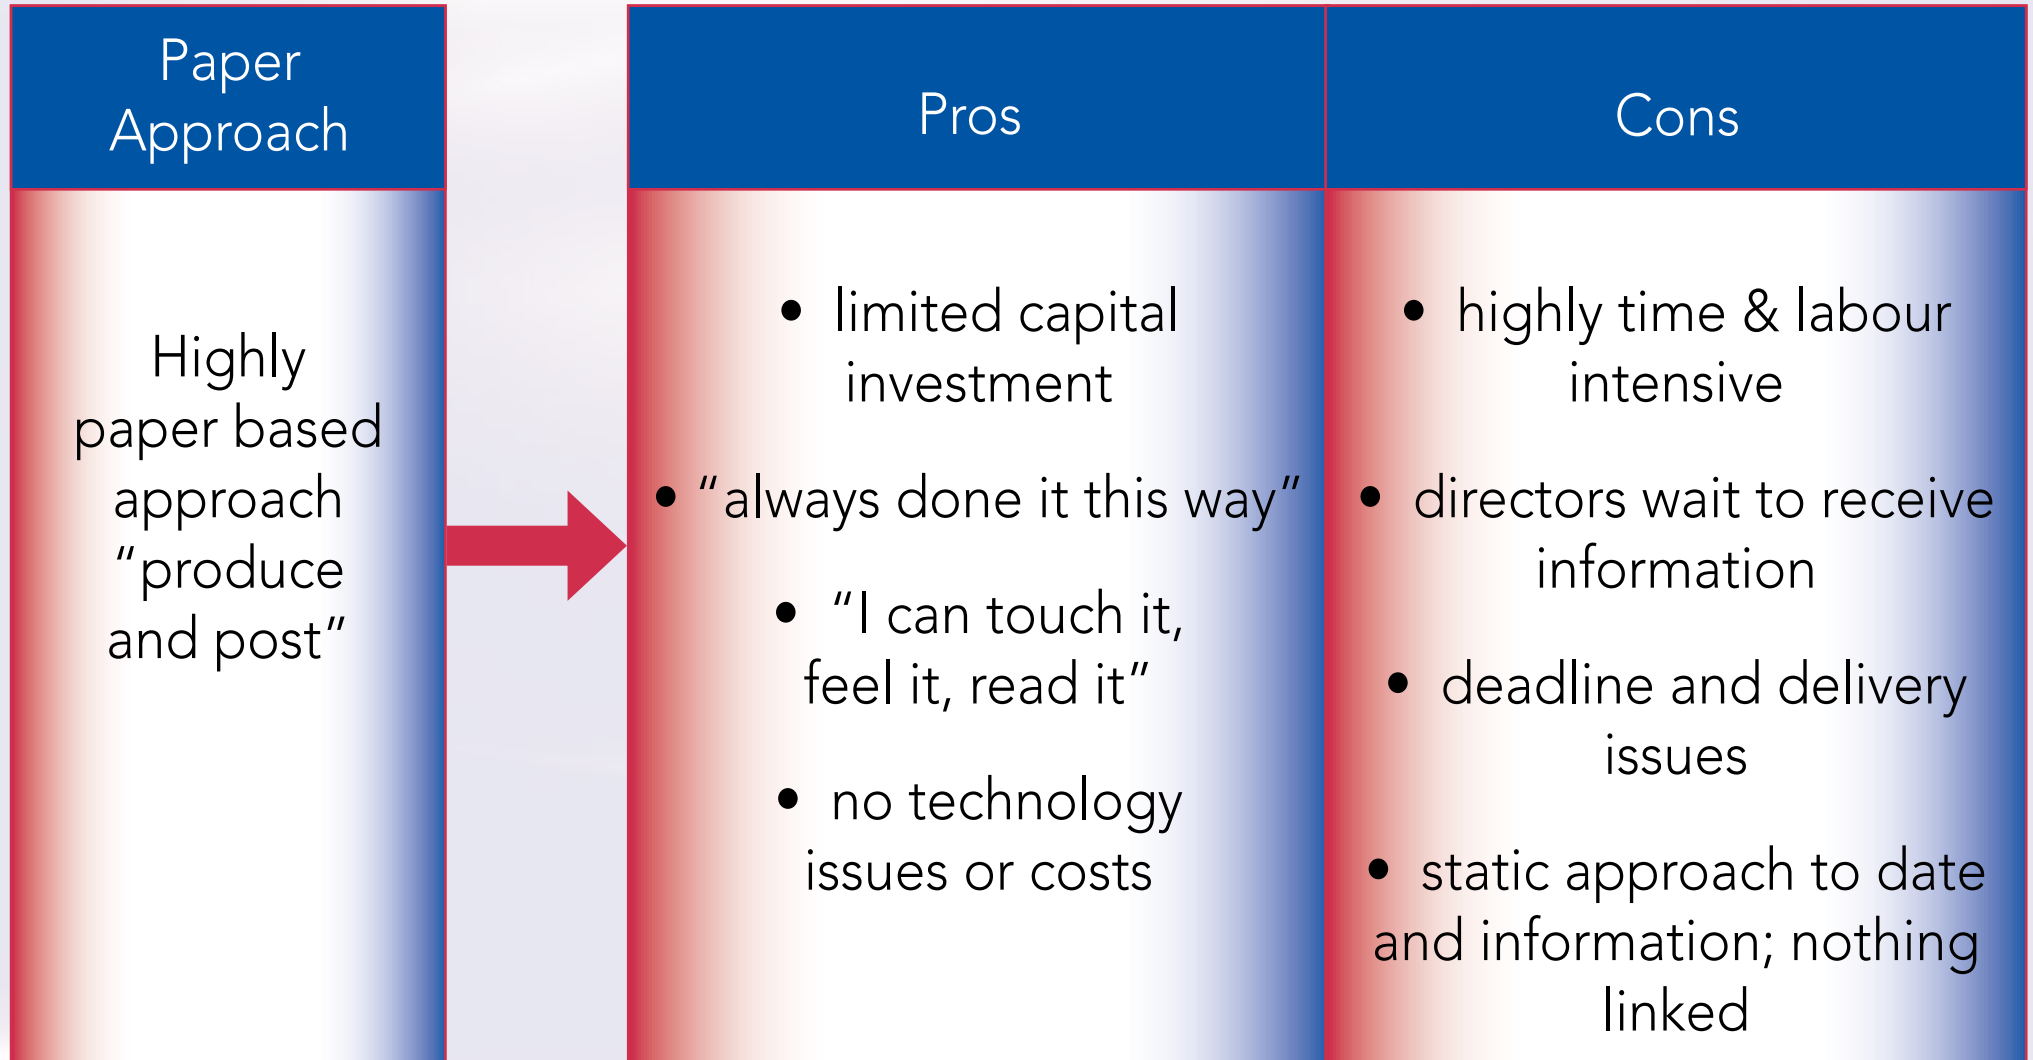 Paper
Approach
Highly
paper based
approach
“produce
and post”
Pros
• limited capital
investment
• “always done it this way”
• “I can touch it,
feel it, read it”
• no technology
issues or costs
Cons
• highly time & labour
intensive
• directors wait to receive
information
• deadline and delivery
issues
• static approach to date
and information; nothing
linked